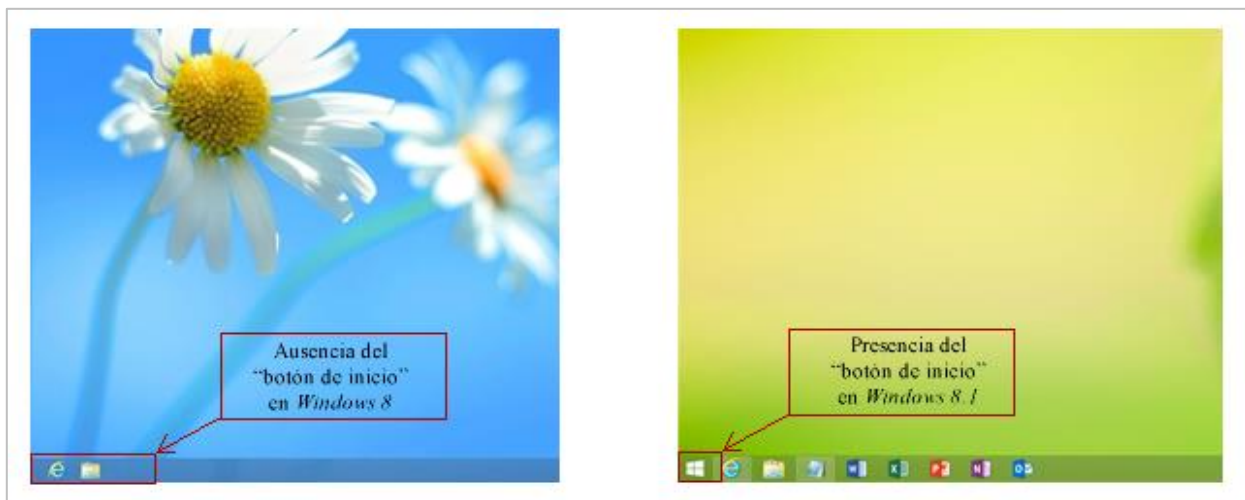 Ausencia del
“botón de inicio”
en Windows 8
Presencia del
“botón de inicio”
en Windows 8.1